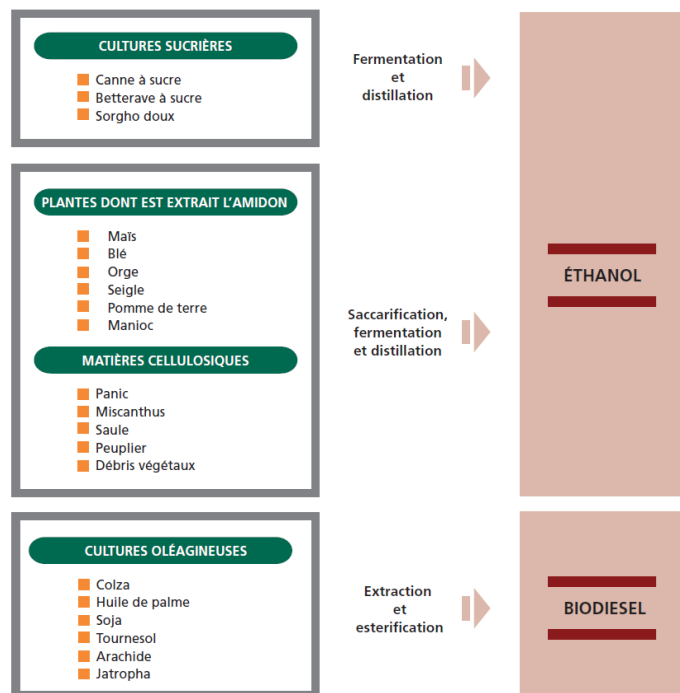 CULTURES SUCRIÈRES
Canne à sucre
Betterave à sucre
Sorgho doux
Fermentation
et
distillation
PLANTES DONT EST EXTRAIT L'AMIDON
Maïs
Blé
Orge
Seigle
Pomme de terre
Manioc
MATIÈRES CELLULOSIQUES
Panic
Miscanthus
Saule
Peuplier
Débris végétaux
Saccarification,
fermentation
et distillation
ÉTHANOL
CULTURES OLÉAGINEUSES
Colza
Huile de palme
Soja
Tournesol
Arachide
Jatropha
Extraction
et
esterification
BIODIESEL